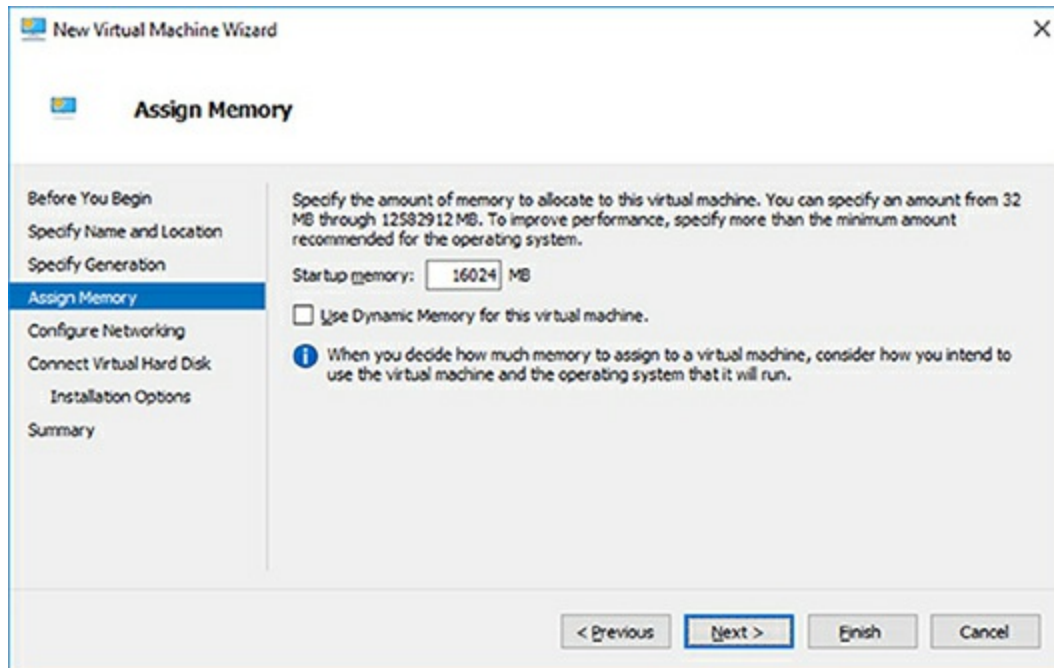 New Virtual Machine Wizard
Assign Memory
Before You Begin
Specify Name and Location
Specify Generation
Assign Memory
Configure Networking
Connect Virtual Hard Disk
Installation Options
Summary
Specify the amount of memory to allocate to this virtual machine. You can specify an amount from 32
MB through 12582912 MB. To improve performance, specify more than the minimum amount
recommended for the operating system.
Startup memory: 16024 MB
Use Dynamic Memory for this virtual machine.
When you decide how much memory to assign to a virtual machine, consider how you intend to
use the virtual machine and the operating system that it will run.
< Previous Next > Finish Cancel